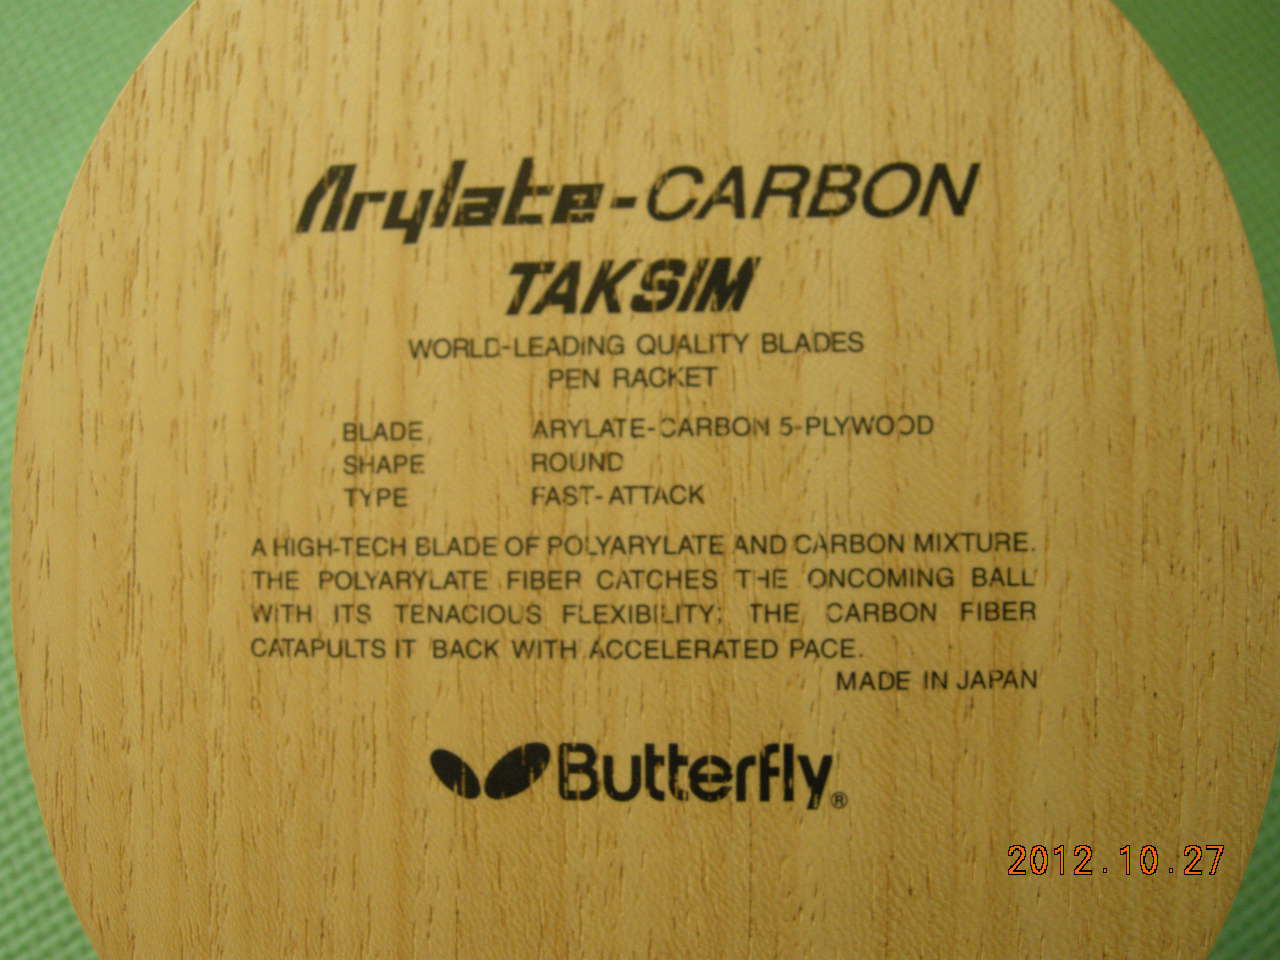 Arylate-CARBON
TAKSIM
WORLD-LEADING QUALITY BLADES
PEN RACKET
BLADE ARYLATE-CARBON 5-PLYWOOD
SHAPE ROUND
TYPE FAST-ATTACK
A HIGH-TECH BLADE OF POLYARYLATE AND CARBON MIXTURE.
THE POLYARYLATE FIBER CATCHES THE ONCOMING BALL
WITH ITS TENACIOUS FLEXIBILITY; THE CARBON FIBER
CATAPULTS IT BACK WITH ACCELERATED PACE.
MADE IN JAPAN
Butterfly®
2012.10.27